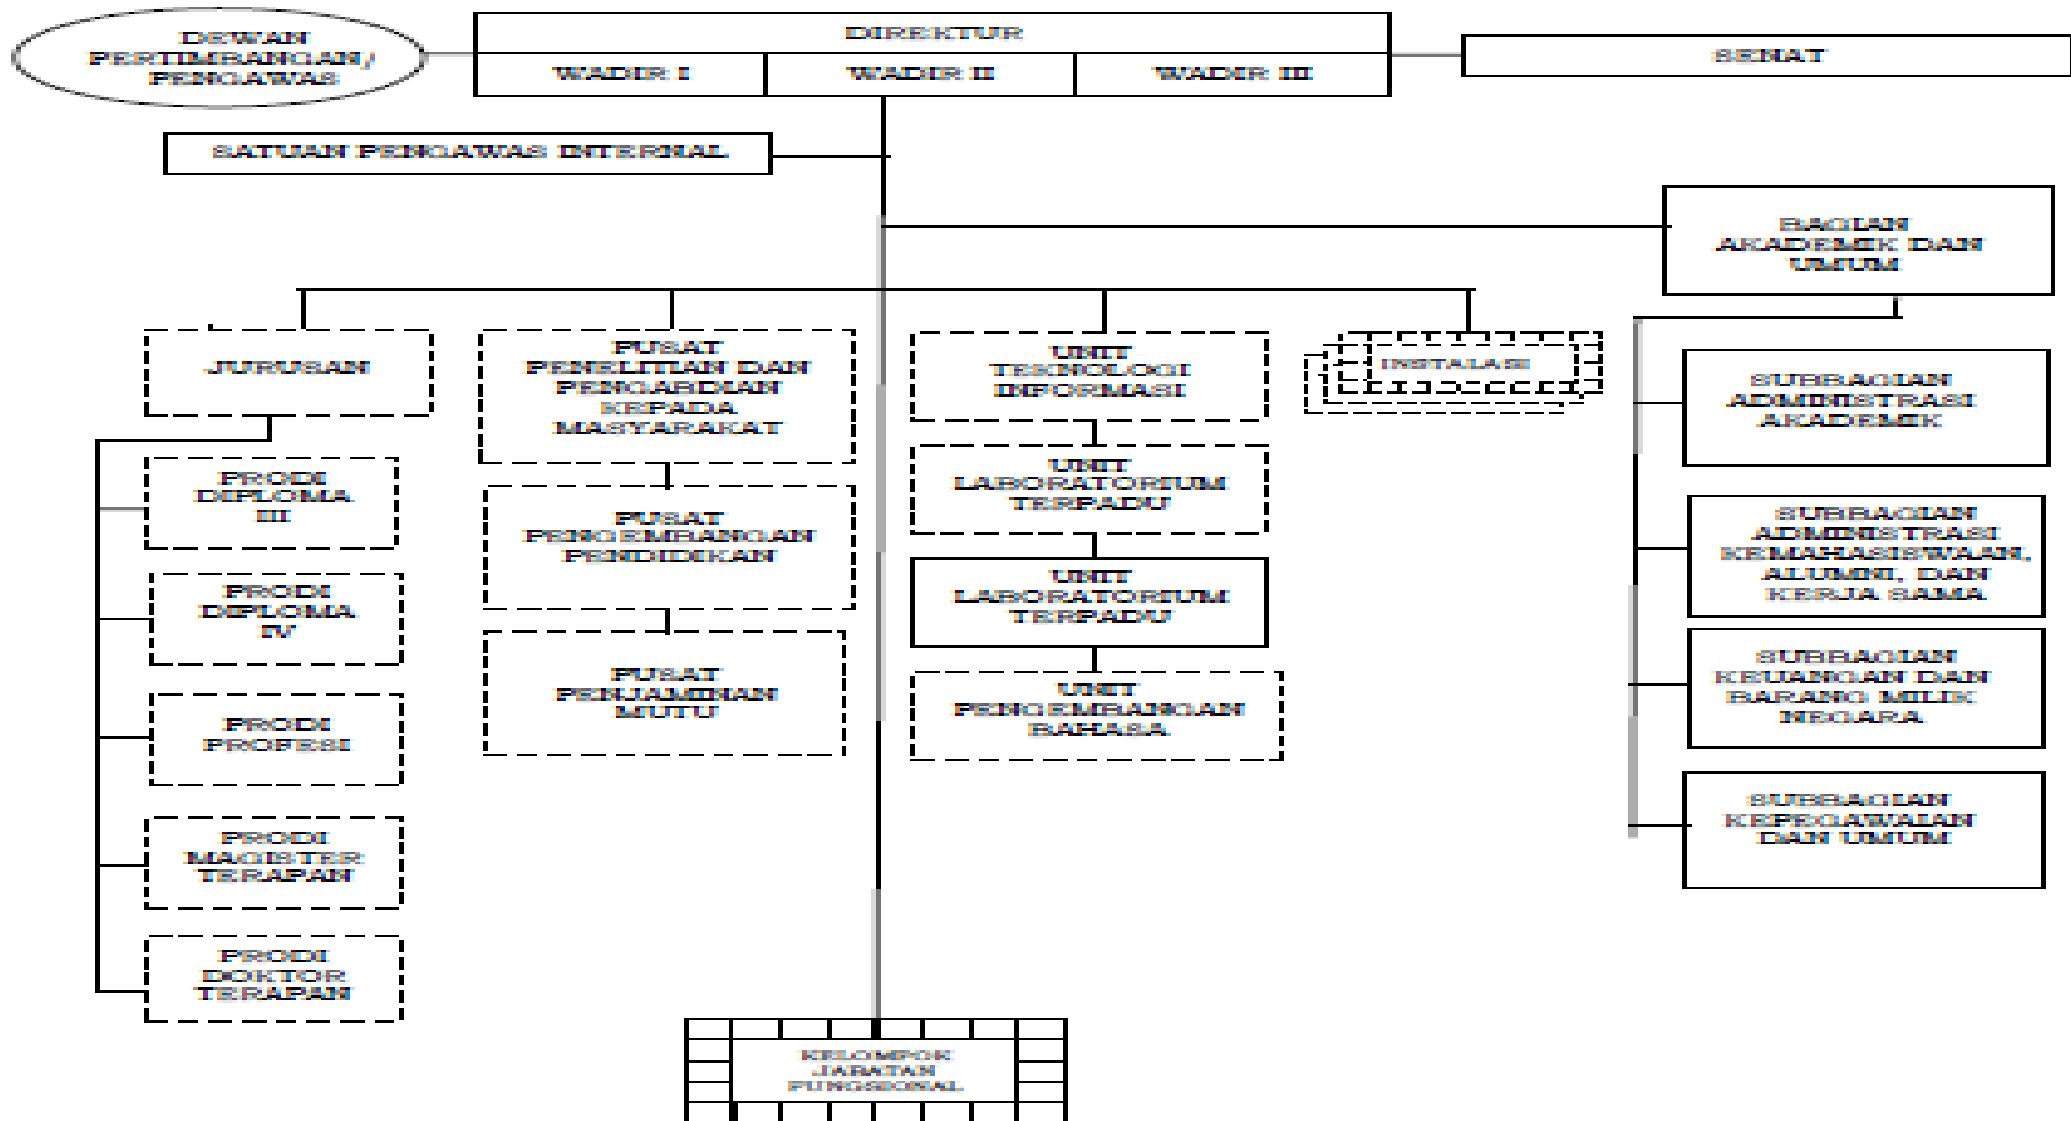 DEWAN
PERTIMBANGAN/
PENGAWAS
DIREKTUR
WADIR I
WADIR II
WADIR III
SENAT
SATUAN PENGAWAS INTERNAL
BAGIAN
AKADEMIK DAN
UMUM
JURUSAN
PRODI
DIPLOMA
III
PRODI
DIPLOMA
IV
PRODI
PROFESI
PRODI
MAGISTER
TERAPAN
PRODI
DOKTOR
TERAPAN
PUSAT
PENELITIAN DAN
PENGABDIAN
KEPADA
MASYARAKAT
PUSAT
PENGEMBANGAN
PENDIDIKAN
PUSAT
PENJAMINAN
MUTU
UNIT
TEKNOLOGI
INFORMASI
UNIT
LABORATORIUM
TERPADU
UNIT
LABORATORIUM
TERPADU
UNIT
PENGEMBANGAN
BAHASA
INSTALASI
SUBBAGIAN
ADMINISTRASI
AKADEMIK
SUBBAGIAN
ADMINISTRASI
KEMAHASISWAAN,
ALUMNI, DAN
KERJA SAMA
SUBBAGIAN
KEUANGAN DAN
BARANG MILIK
NEGARA
SUBBAGIAN
KEPEGAWAIAN
DAN UMUM
KELOMPOK
JABATAN
FUNGSIONAL